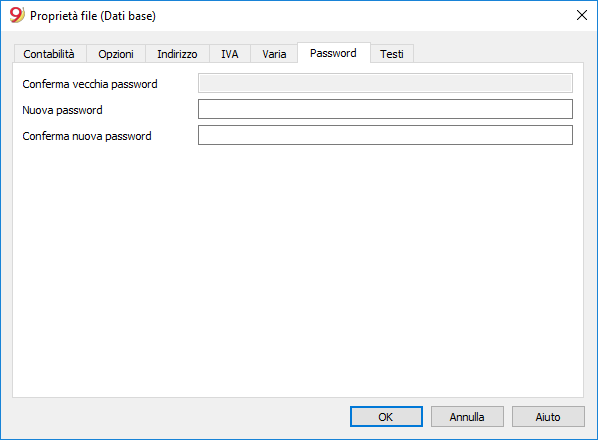 9 Proprietà file (Dati base)
Contabilità Opzioni Indirizzo IVA Varia Password Testi
Conferma vecchia password
Nuova password
Conferma nuova password
OK Annulla Aiuto